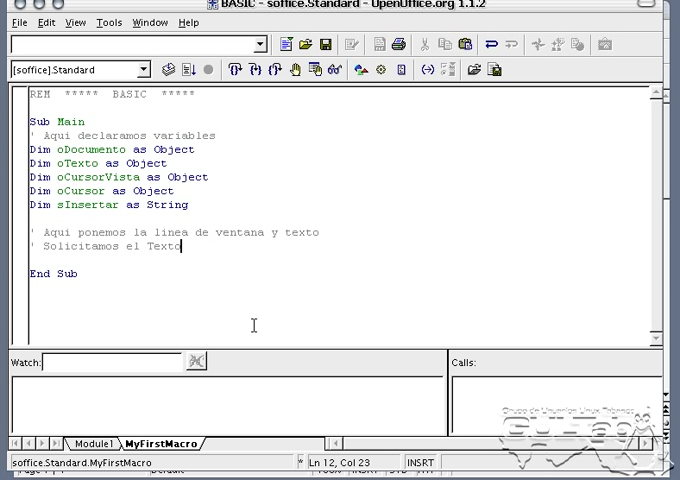 BASIC - soffice.Standard - OpenOffice.org 1.1.2
File Edit View Tools Window Help
[soffice].Standard
REM ***** BASIC *****
Sub Main
' Aqui declaramos variables
Dim oDocumento as Object
Dim oTexto as Object
Dim oCursorVista as Object
Dim oCursor as Object
Dim sInsertar as String
' Aqui ponemos la linea de ventana y texto
' Solicitamos el Texto
End Sub
Watch:
Calls:
Module1 MyFirstMacro
soffice.Standard.MyFirstMacro * Ln 12, Col 23 INSRT
GULTab